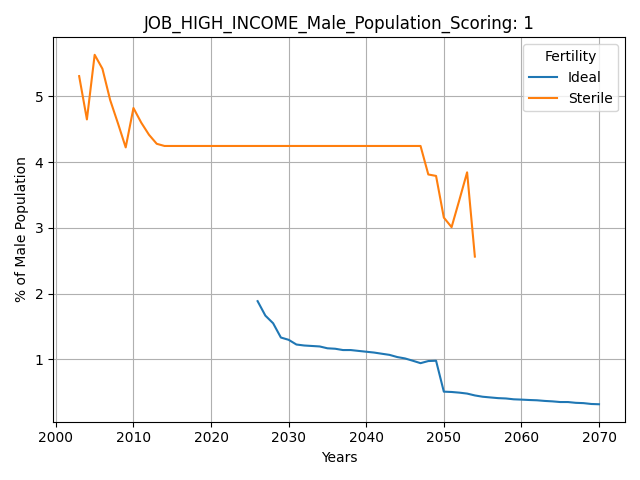 JOB_HIGH_INCOME_Male_Population_Scoring: 1
Fertility
Ideal
Sterile
% of Male Population
5
4
3
2
1
2000 2010 2020 2030 2040 2050 2060 2070
Years